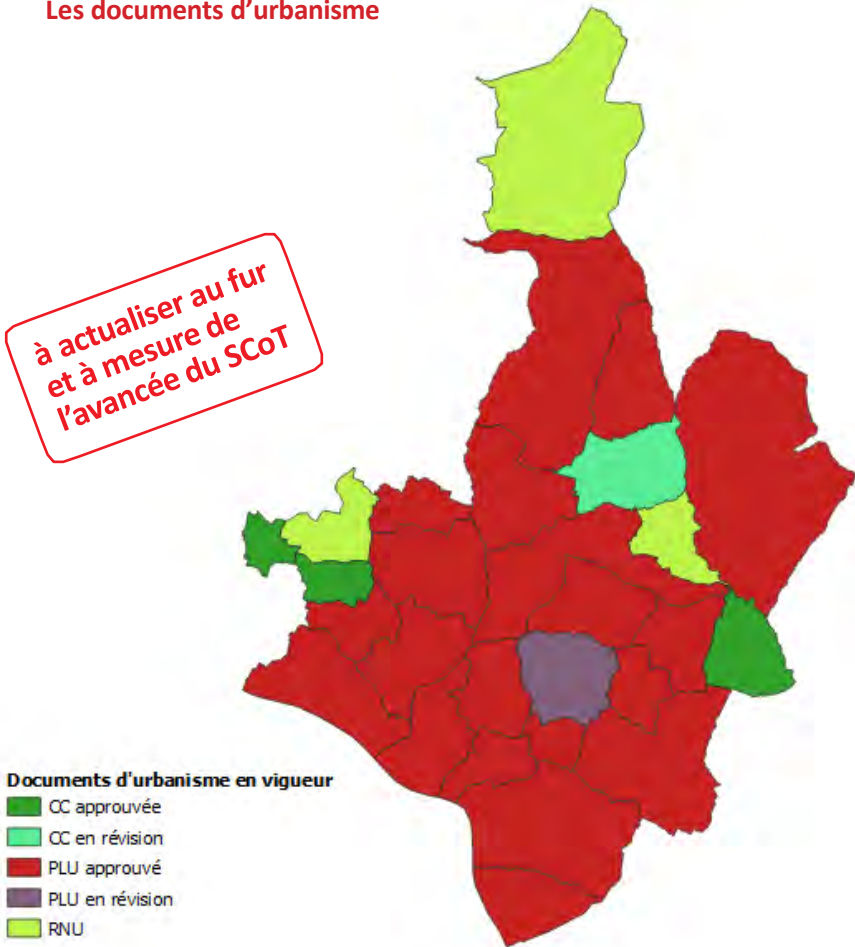 Les documents d'urbanisme
à actualiser au fur
et à mesure de
l'avancée du SCoT
Documents d'urbanisme en vigueur
CC approuvée
CC en révision
PLU approuvé
PLU en révision
RNU